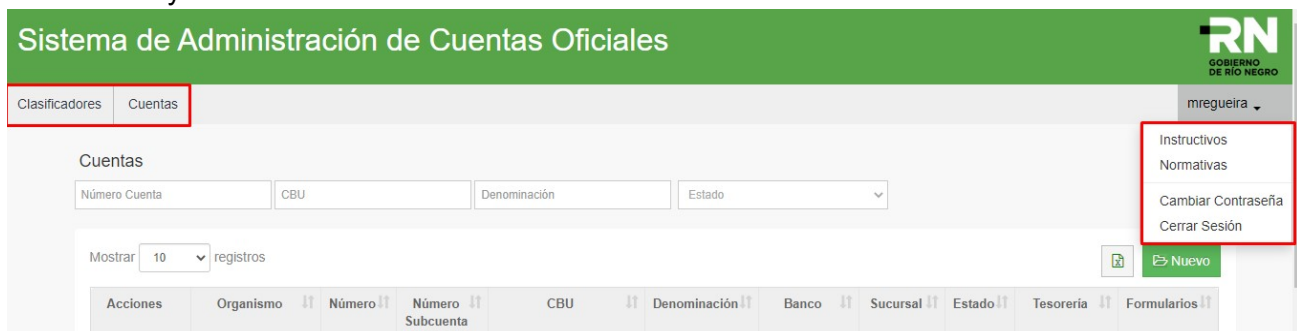 Sistema de Administración de Cuentas Oficiales
RN
GOBIERNO
DE RÍO NEGRO
Clasificadores Cuentas
mregueira
Instructivos
Normativas
Cambiar Contraseña
Cerrar Sesión
Cuentas
Número Cuenta CBU Denominación Estado
Mostrar 10 registros
Nuevo
Acciones Organismo Número Número Subcuenta CBU Denominación Banco Sucursal Estado Tesorería Formularios